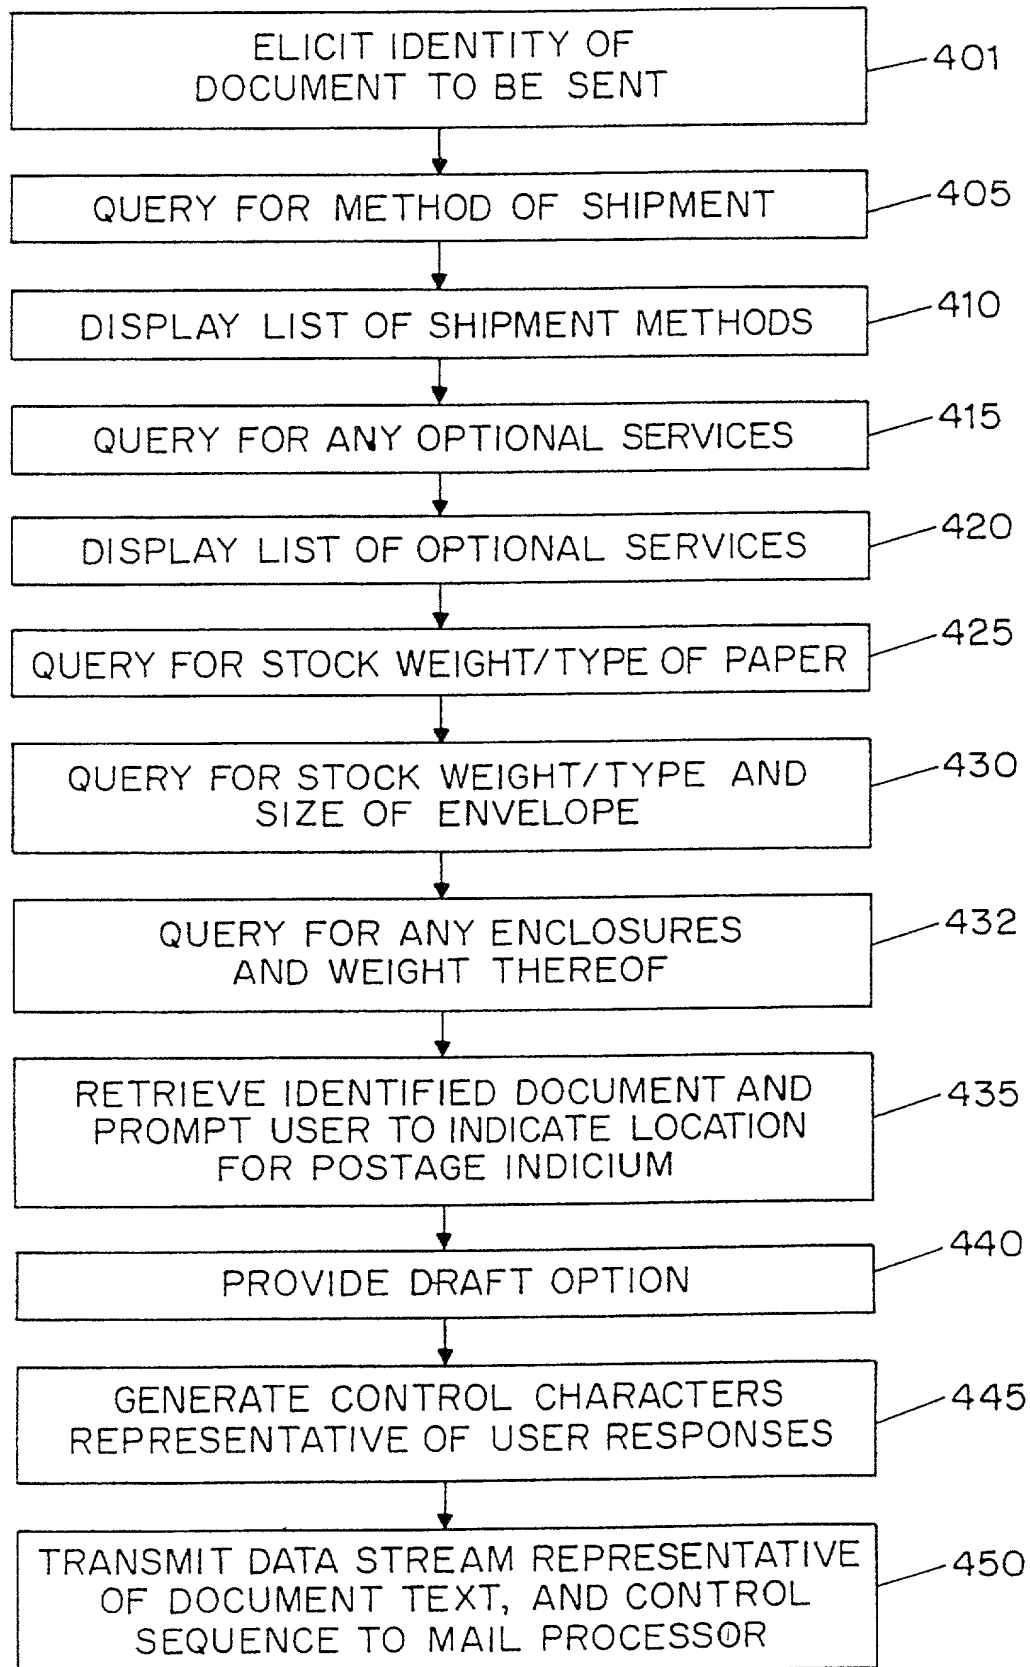 ELICIT IDENTITY OF
DOCUMENT TO BE SENT
401
QUERY FOR METHOD OF SHIPMENT
405
DISPLAY LIST OF SHIPMENT METHODS
410
QUERY FOR ANY OPTIONAL SERVICES
415
DISPLAY LIST OF OPTIONAL SERVICES
420
QUERY FOR STOCK WEIGHT/TYPE OF PAPER
425
QUERY FOR STOCK WEIGHT/TYPE AND
SIZE OF ENVELOPE
430
QUERY FOR ANY ENCLOSURES
AND WEIGHT THEREOF
432
RETRIEVE IDENTIFIED DOCUMENT AND
PROMPT USER TO INDICATE LOCATION
FOR POSTAGE INDICIUM
435
PROVIDE DRAFT OPTION
440
GENERATE CONTROL CHARACTERS
REPRESENTATIVE OF USER RESPONSES
445
TRANSMIT DATA STREAM REPRESENTATIVE
OF DOCUMENT TEXT, AND CONTROL
SEQUENCE TO MAIL PROCESSOR
450